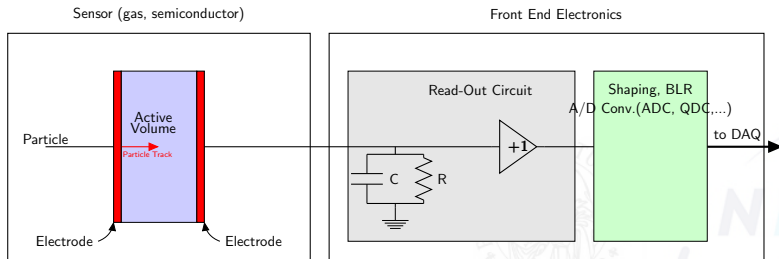 Sensor (gas, semiconductor)
Front End Electronics
Particle
Active
Volume
Particle Track
Electrode
Electrode
Read-Out Circuit
C
R
+1
Shaping, BLR
A/D Conv.(ADC, QDC,...)
to DAQ